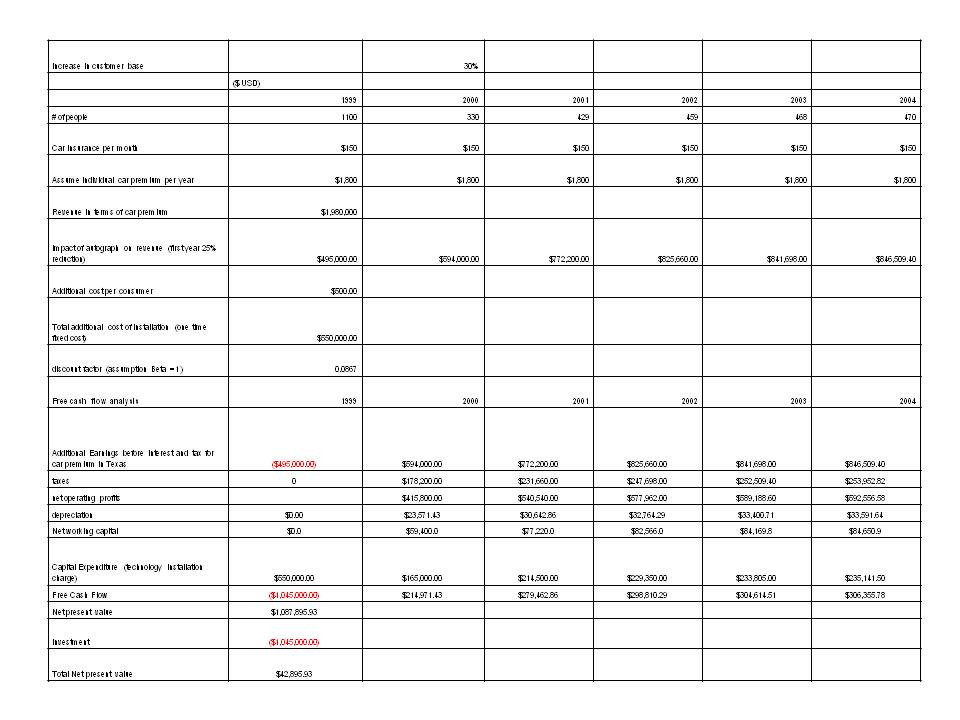 Increase in customer base 30%
($ USD)
1999 2000 2001 2002 2003 2004
# of people 1100 330 429 459 468 470
Car Insurance per month $150 $150 $150 $150 $150 $150
Assume individual car premium per year $1,800 $1,800 $1,800 $1,800 $1,800 $1,800
Revenue in terms of car premium $1,980,000
Impact of autograph on revenue (first year 25%
reduction) $495,000.00 $594,000.00 $772,200.00 $825,660.00 $841,698.00 $846,509.40
Additional cost per consumer $500.00
Total additional cost of installation (one time
fixed cost) $550,000.00
discount factor (assumption Beta = 1) 0.0867
Free cash flow analysis 1999 2000 2001 2002 2003 2004
Additional Earnings before interest and tax for
car premium in Texas ($495,000.00) $594,000.00 $772,200.00 $825,660.00 $841,698.00 $846,509.40
taxes 0 $178,200.00 $231,660.00 $247,698.00 $252,509.40 $253,952.82
net operating profits $415,800.00 $540,540.00 $577,962.00 $589,188.60 $592,556.58
depreciation $0.00 $23,571.43 $30,642.86 $32,764.29 $33,400.71 $33,591.64
Net working capital $0.0 $59,400.0 $77,220.0 $82,566.0 $84,169.8 $84,650.9
Capital Expenditure (technology installation
charge) $550,000.00 $165,000.00 $214,500.00 $229,350.00 $233,805.00 $235,141.50
Free Cash Flow ($1,045,000.00) $214,971.43 $279,462.86 $298,810.29 $304,614.51 $306,355.78
Net present value $1,087,895.93
Investment ($1,045,000.00)
Total Net present value $42,895.93